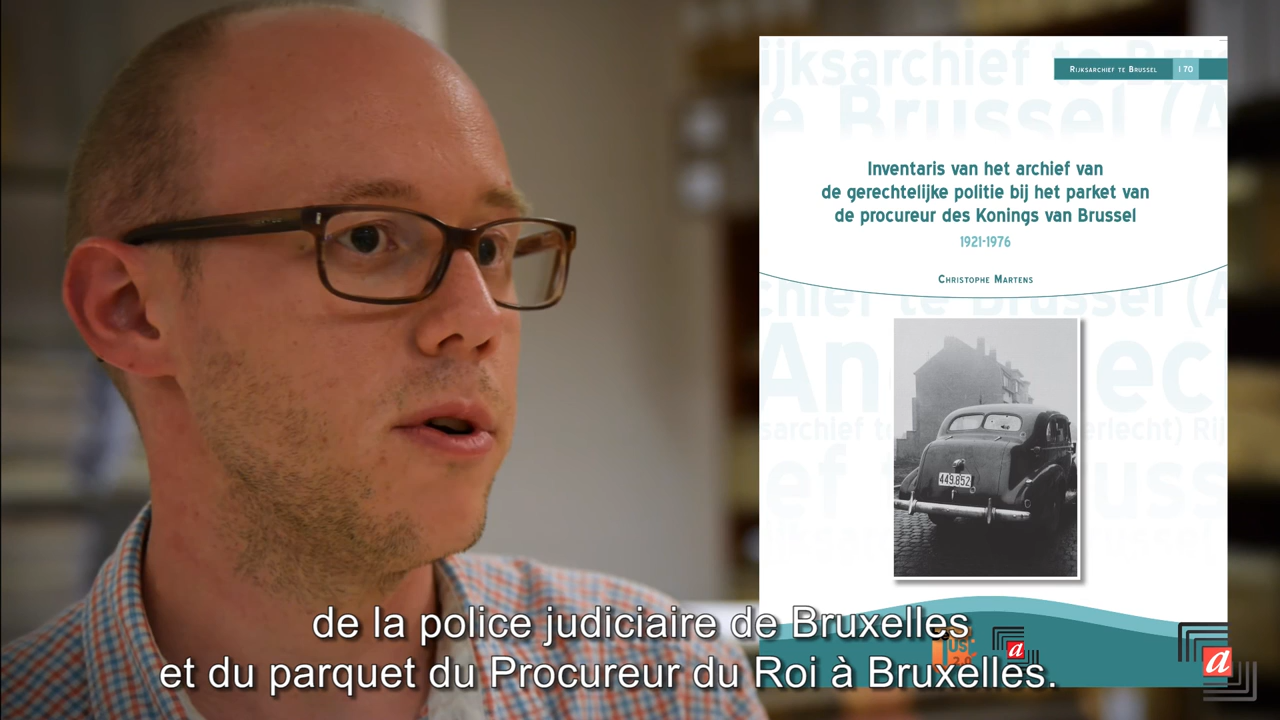 Rijksarchief te Brussel I 70
Inventaris van het archief van
de gerechtelijke politie bij het parket van
de procureur des Konings van Brussel
1921-1976
Christophe Martens
449.852
de la police judiciaire de Bruxelles
et du parquet du Procureur du Roi à Bruxelles.
a
a